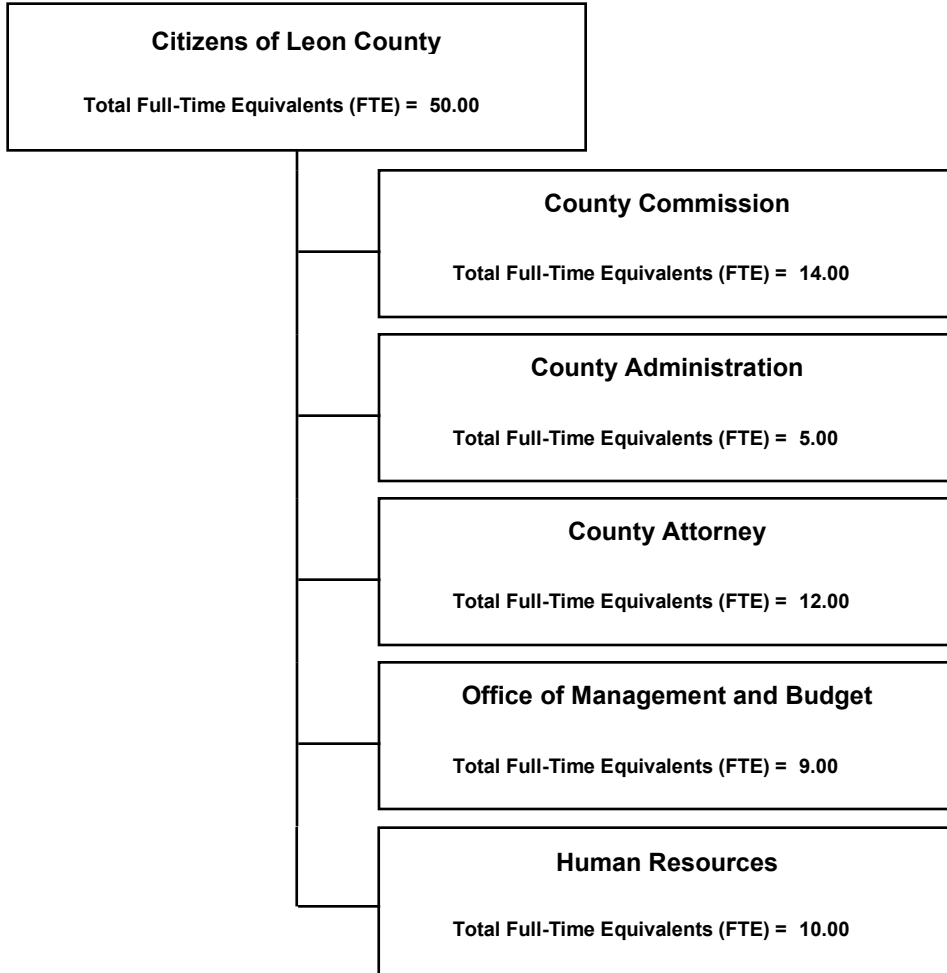 Citizens of Leon County
Total Full-Time Equivalents (FTE) = 50.00
County Commission
Total Full-Time Equivalents (FTE) = 14.00
County Administration
Total Full-Time Equivalents (FTE) = 5.00
County Attorney
Total Full-Time Equivalents (FTE) = 12.00
Office of Management and Budget
Total Full-Time Equivalents (FTE) = 9.00
Human Resources
Total Full-Time Equivalents (FTE) = 10.00